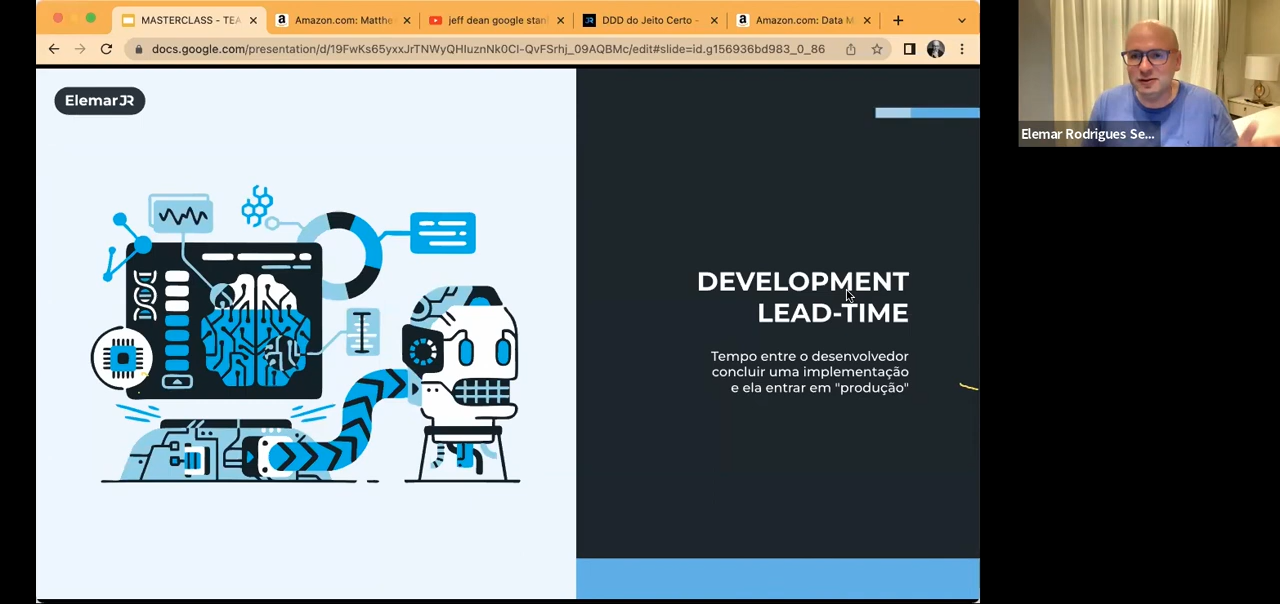 MASTERCLASS - TEA
Amazon.com: Matthe
jeff dean google stan
DDD do Jeito Certo -
Amazon.com: Data M
docs.google.com/presentation/d/19FwKs65yxxJrTNWyQHIuznNk0Cl-QvFSrhj_09AQBMc/edit#slide=id.g156936bd983_0_86
ElemarJR
DEVELOPMENT
LEAD-TIME
Tempo entre o desenvolvedor
concluir uma implementação
e ela entrar em "produção"
Elemar Rodrigues Se...